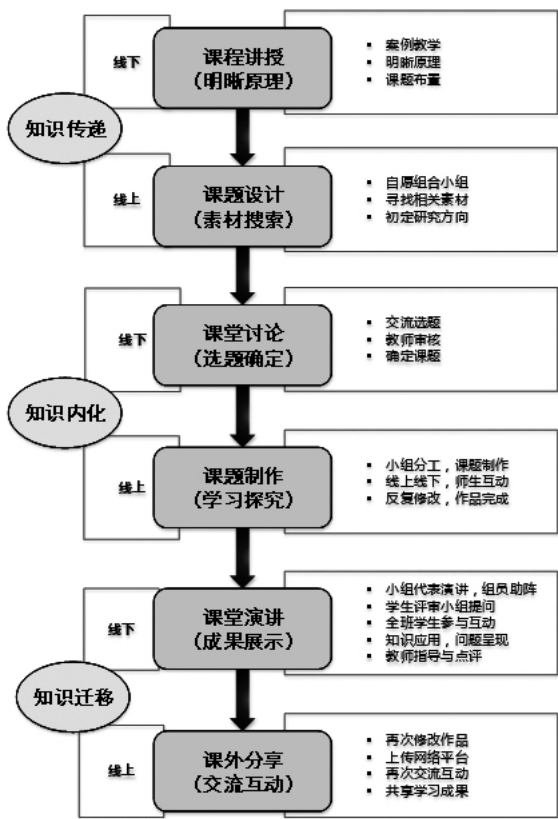 线下
课程讲授
(明晰原理)
▪ 案例教学
▪ 明晰原理
▪ 课题布置
知识传递
线上
课题设计
(素材搜索)
▪ 自愿组合小组
▪ 寻找相关素材
▪ 初定研究方向
线下
课堂讨论
(选题确定)
▪ 交流选题
▪ 教师审核
▪ 确定课题
知识内化
线上
课题制作
(学习探究)
▪ 小组分工，课题制作
▪ 线上线下，师生互动
▪ 反复修改，作品完成
线下
课堂演讲
(成果展示)
▪ 小组代表演讲，组员助阵
▪ 学生评审小组提问
▪ 全班学生参与互动
▪ 知识应用，问题呈现
▪ 教师指导与点评
知识迁移
线上
课外分享
(交流互动)
▪ 再次修改作品
▪ 上传网络平台
▪ 再次交流互动
▪ 共享学习成果